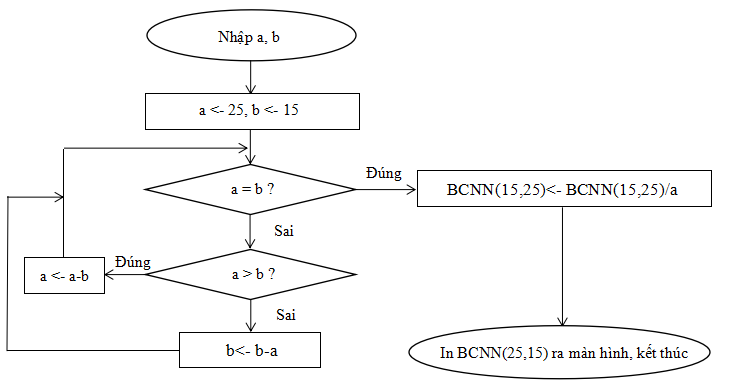 Nhập a, b
a <- 25, b <- 15
a = b ?
Đúng
BCNN(15,25)<- BCNN(15,25)/a
Sai
a > b ?
Đúng
a <- a-b
Sai
b<- b-a
In BCNN(25,15) ra màn hình, kết thúc